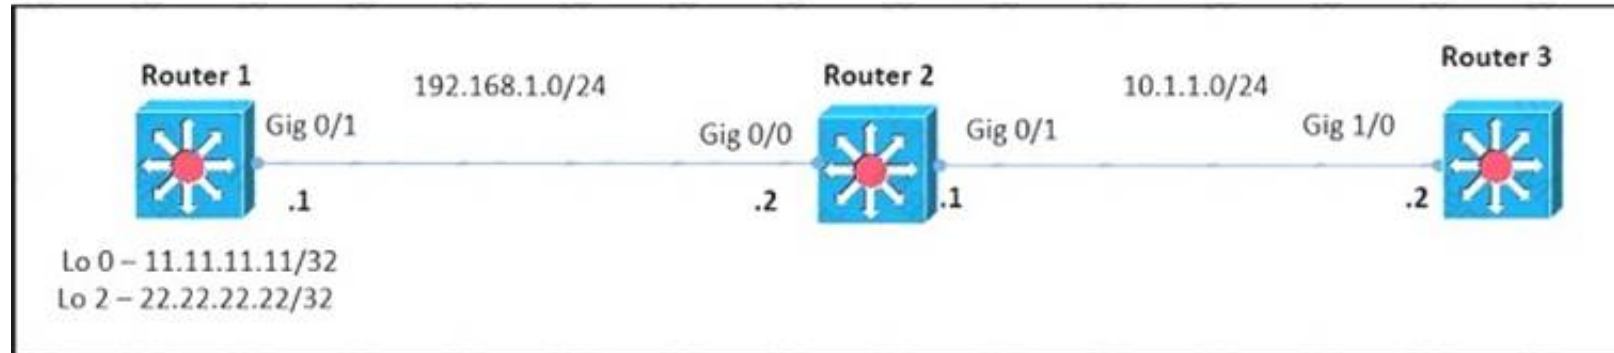 Router 1
192.168.1.0/24
Router 2
10.1.1.0/24
Router 3
Gig 0/1
Gig 0/0
Gig 0/1
Gig 1/0
.1
.2
.1
.2
Lo 0 – 11.11.11.11/32
Lo 2 – 22.22.22.22/32